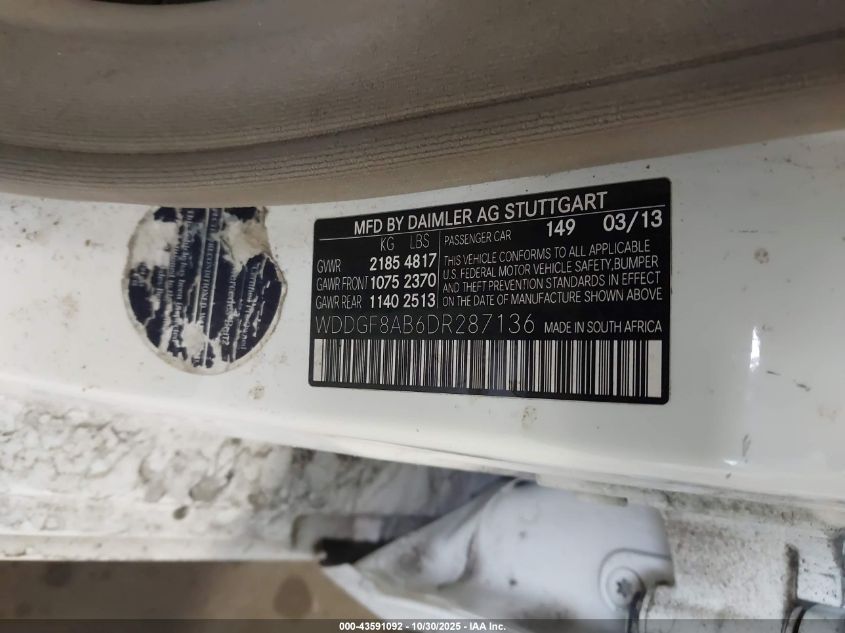 MFD BY DAIMLER AG STUTTGART
KG LBS
GVWR 2185 4817
GAWR FRONT 1075 2370
GAWR REAR 1140 2513
PASSENGER CAR 149 03/13
THIS VEHICLE CONFORMS TO ALL APPLICABLE
U.S. FEDERAL MOTOR VEHICLE SAFETY,BUMPER
AND THEFT PREVENTION STANDARDS IN EFFECT
ON THE DATE OF MANUFACTURE SHOWN ABOVE
WDDGF8AB6DR287136 MADE IN SOUTH AFRICA
Mercedes-Benz
000-43591092 - 10/30/2025 - IAA Inc.